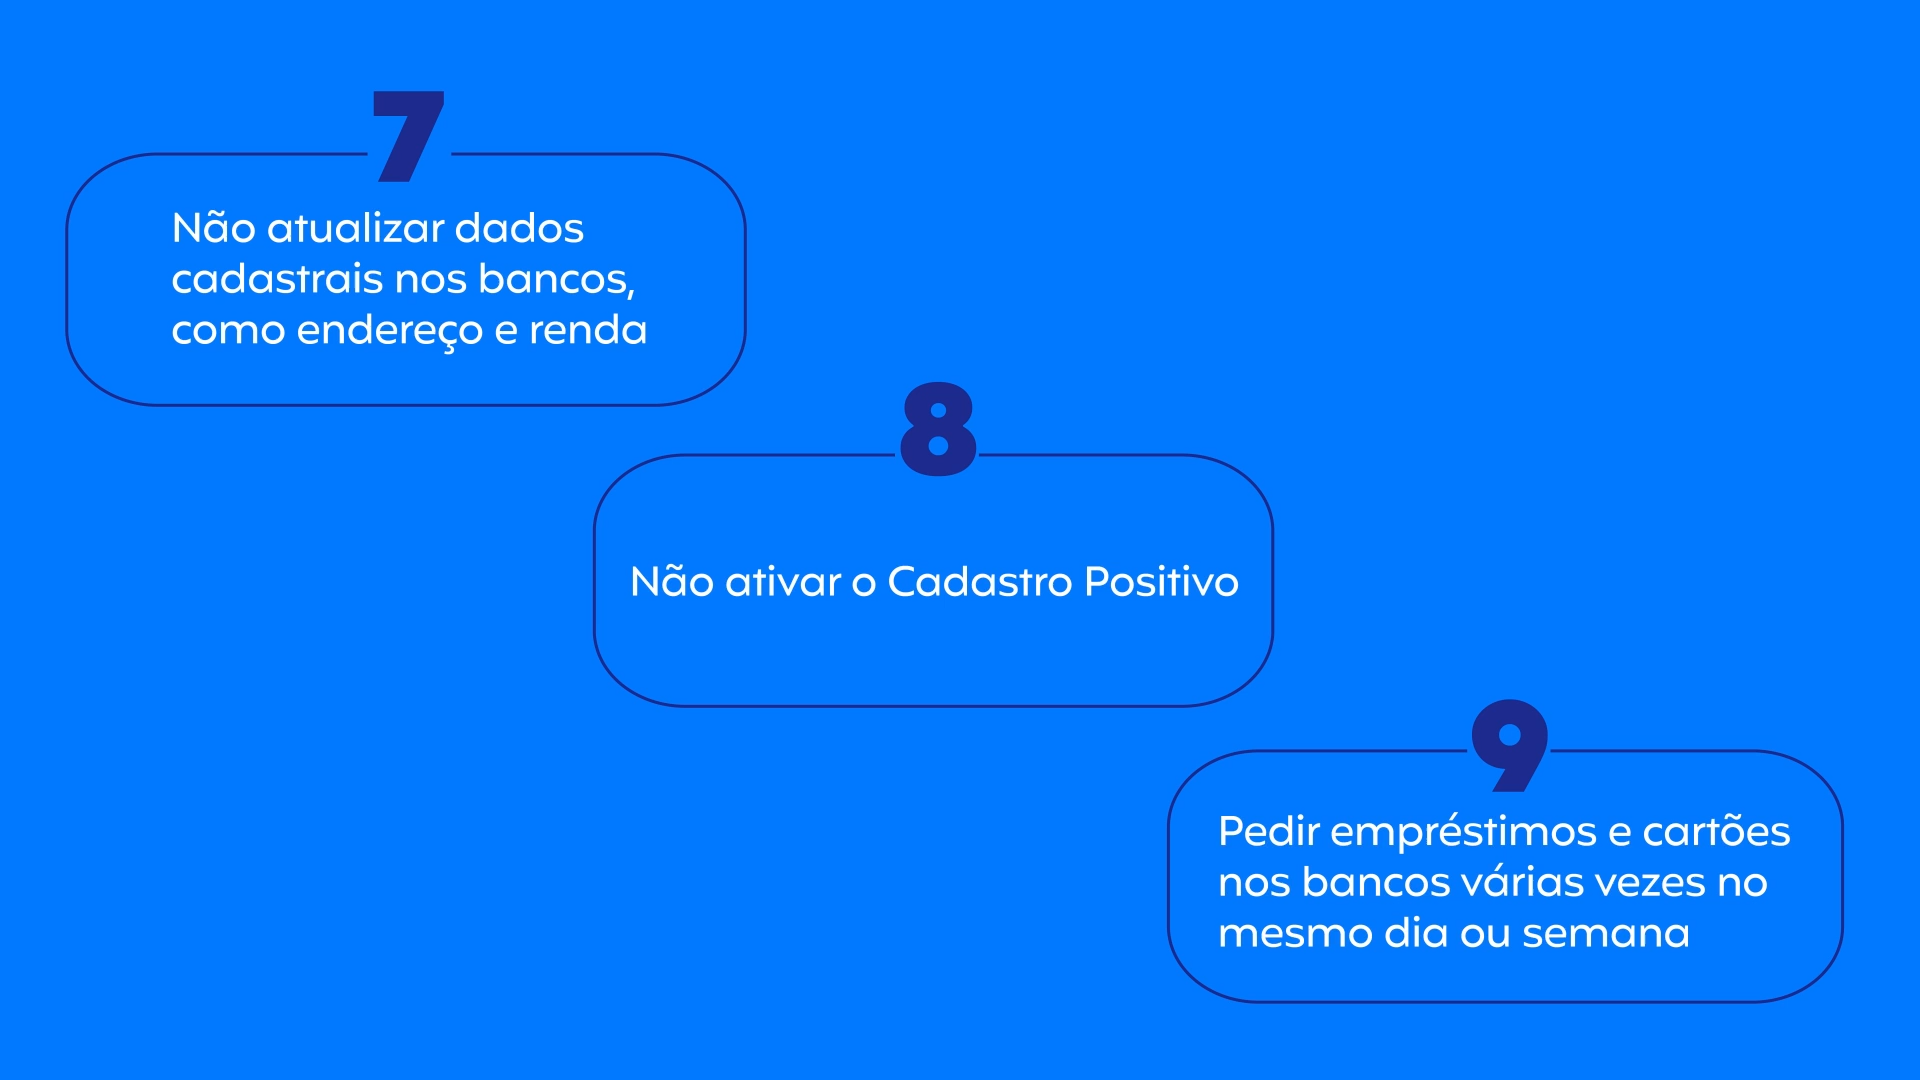 7
Não atualizar dados
cadastrais nos bancos,
como endereço e renda
8
Não ativar o Cadastro Positivo
9
Pedir empréstimos e cartões
nos bancos várias vezes no
mesmo dia ou semana